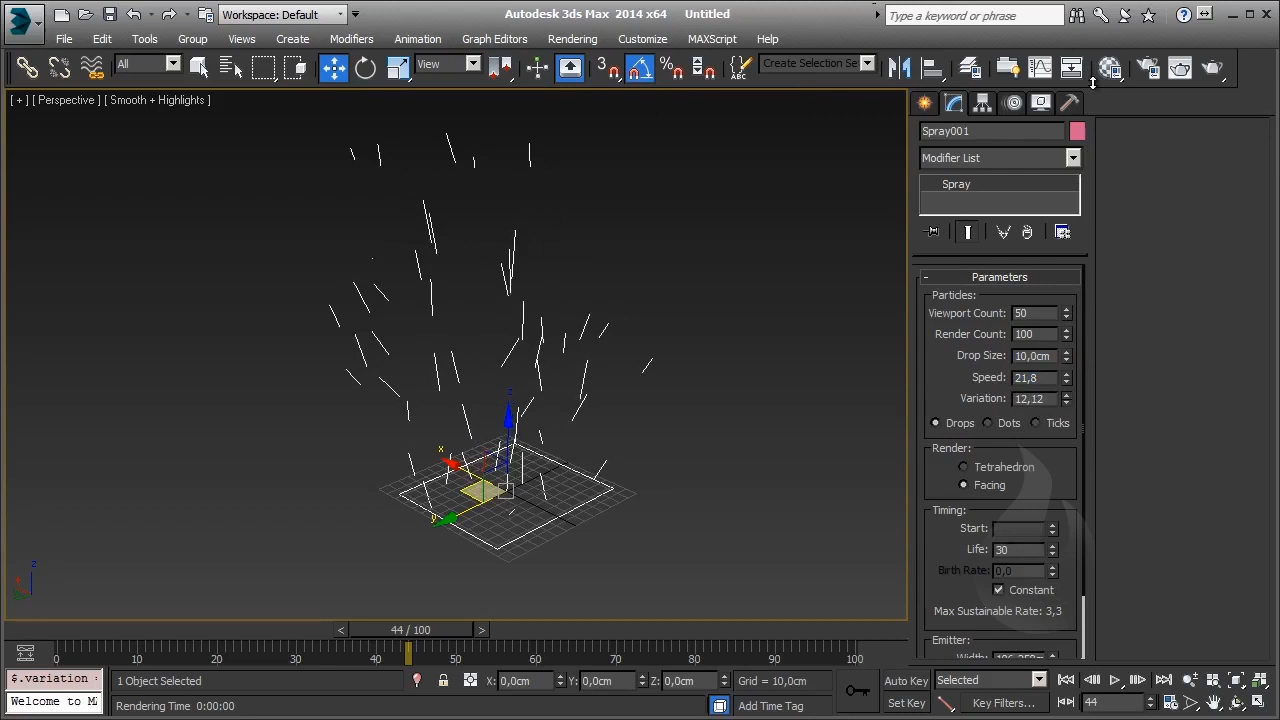 Workspace: Default
Autodesk 3ds Max 2014 x64 Untitled
Type a keyword or phrase
File Edit Tools Group Views Create Modifiers Animation Graph Editors Rendering Customize MAXScript Help
All
View
3
%
ABC
Create Selection Se
[ + ] [ Perspective ] [ Smooth + Highlights ]
Spray001
Modifier List
Spray
- Parameters
Particles:
Viewport Count: 50
Render Count: 100
Drop Size: 10,0cm
Speed: 21,8
Variation: 12,12
Drops Dots Ticks
Render:
Tetrahedron
Facing
Timing:
Start:
Life: 30
Birth Rate: 0,0
Constant
Max Sustainable Rate: 3,3
Emitter:
z
x
y
z
< 44 / 100 >
0 10 20 30 40 50 60 70 80 90 100
$.variation
1 Object Selected
X: 0,0cm Y: 0,0cm Z: 0,0cm
Grid = 10,0cm
Auto Key
Selected
Welcome to MA
Rendering Time 0:00:00
Add Time Tag
Set Key
Key Filters...
44